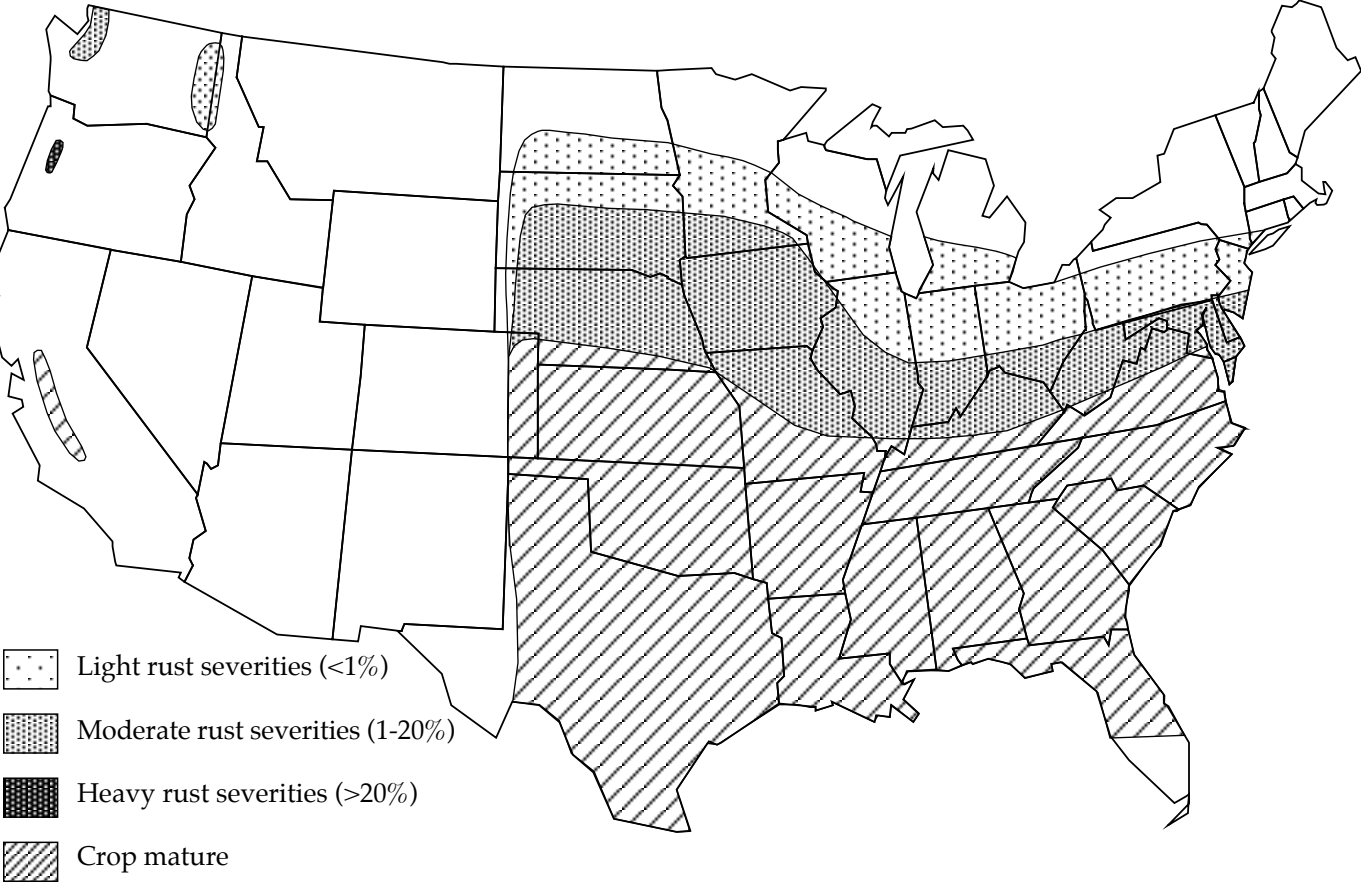 Light rust severities (<1%)
Moderate rust severities (1-20%)
Heavy rust severities (>20%)
Crop mature